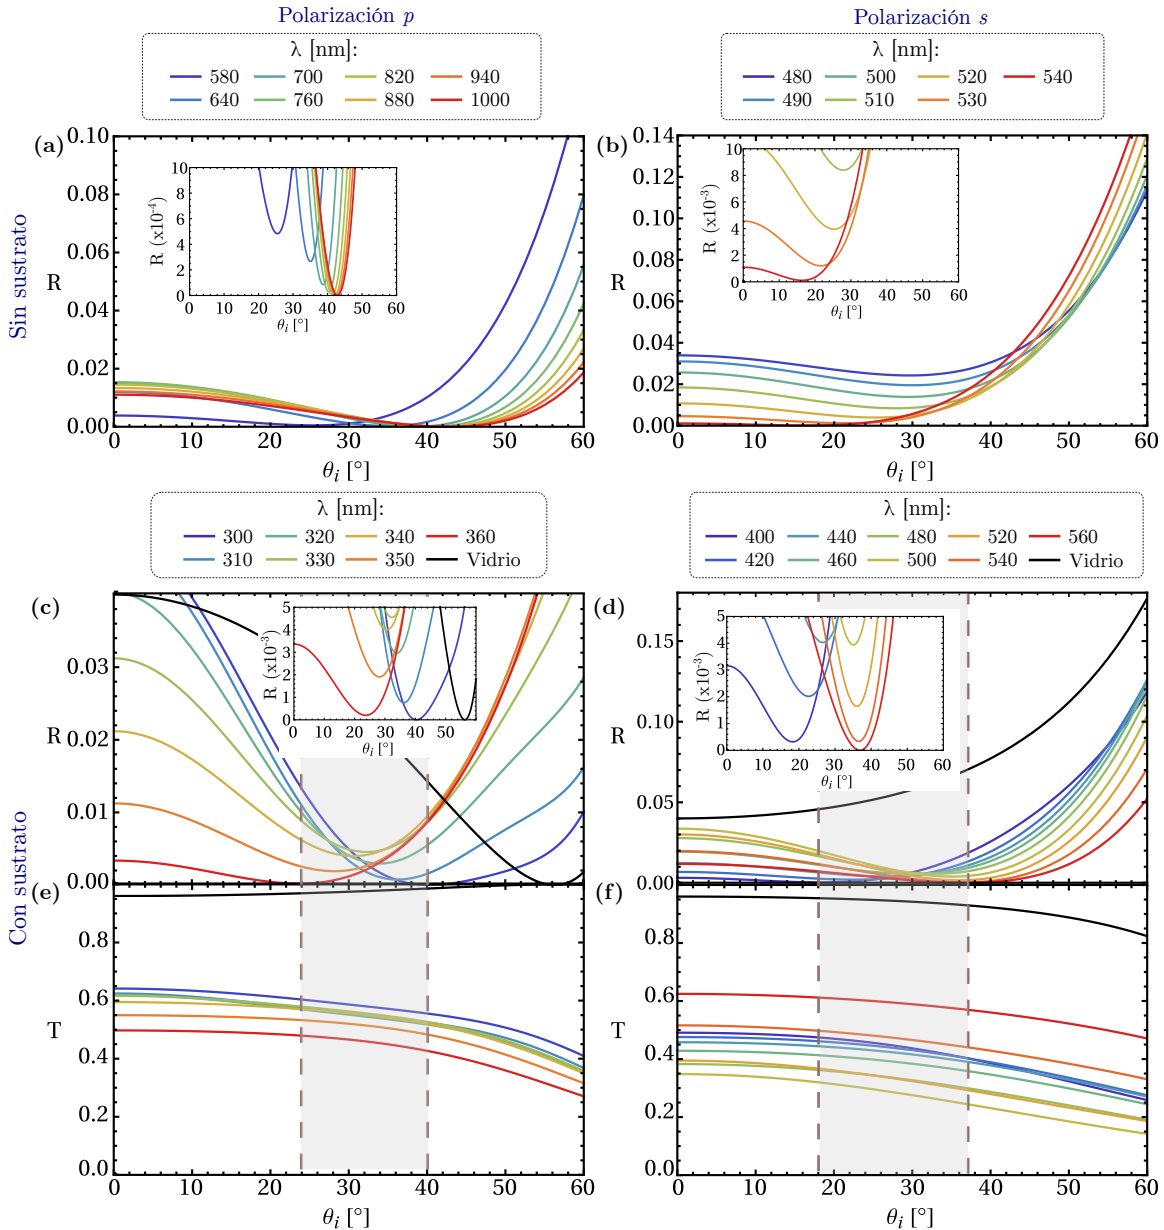 Polarización p
λ [nm]:
580 700 820 940
640 760 880 1000
Polarización s
λ [nm]:
480 500 520 540
490 510 530
Sin sustrato
(a)
R
0.10
0.08
0.06
0.04
0.02
0.00
0 10 20 30 40 50 60
θi [°]
R (x10-4)
10
8
6
4
2
0
0 10 20 30 40 50 60
θi [°]
(b)
R
0.14
0.12
0.10
0.08
0.06
0.04
0.02
0.00
0 10 20 30 40 50 60
θi [°]
R (x10-3)
10
8
6
4
2
0
0 10 20 30 40 50 60
θi [°]
λ [nm]:
300 320 340 360
310 330 350 Vidrio
λ [nm]:
400 440 480 520 560
420 460 500 540 Vidrio
Con sustrato
(c)
R
0.03
0.02
0.01
0.00
R (x10-3)
5
4
3
2
1
0
0 10 20 30 40 50
θi [°]
(d)
R
0.15
0.10
0.05
0.00
R (x10-3)
5
4
3
2
1
0
0 10 20 30 40 50 60
θi [°]
(e)
T
0.8
0.6
0.4
0.2
0.0
0 10 20 30 40 50 60
θi [°]
(f)
T
0.8
0.6
0.4
0.2
0.0
0 10 20 30 40 50 60
θi [°]